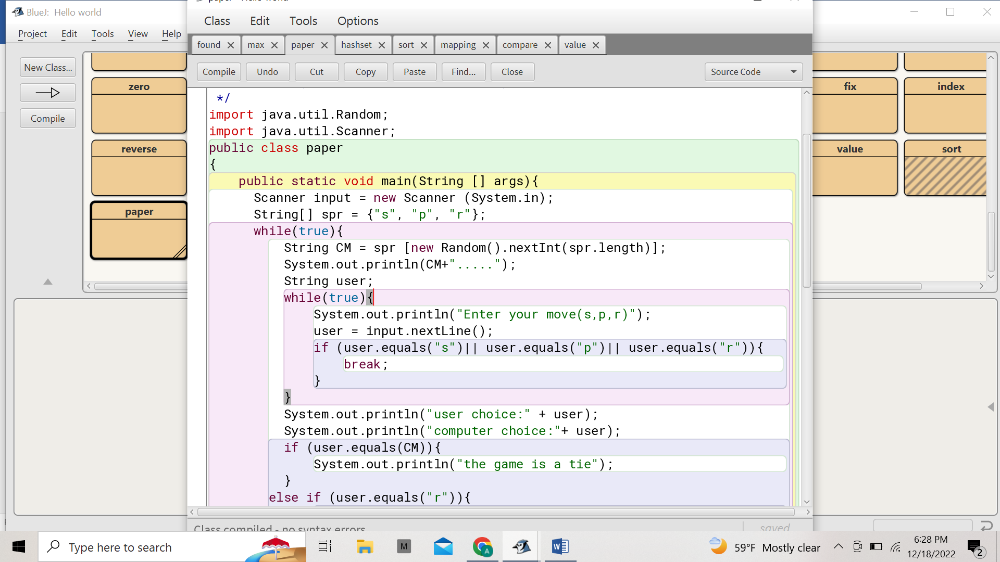 BlueJ: Hello world
Project Edit Tools View Help
New Class...
Compile
zero
reverse
paper
Class Edit Tools Options
found max paper hashset sort mapping compare value
Compile Undo Cut Copy Paste Find... Close Source Code
*/
import java.util.Random;
import java.util.Scanner;
public class paper
{
public static void main(String [] args){
Scanner input = new Scanner (System.in);
String[] spr = {"s", "p", "r"};
while(true){
String CM = spr [new Random().nextInt(spr.length)];
System.out.println(CM+".....");
String user;
while(true){
System.out.println("Enter your move(s,p,r)");
user = input.nextLine();
if (user.equals("s")|| user.equals("p")|| user.equals("r")){
break;
}
}
System.out.println("user choice:" + user);
System.out.println("computer choice:"+ user);
if (user.equals(CM)){
System.out.println("the game is a tie");
}
else if (user.equals("r")){
Class compiled - no syntax errors
saved
fix
index
value
sort
Type here to search
M
A
W
59°F Mostly clear
6:28 PM
12/18/2022
2